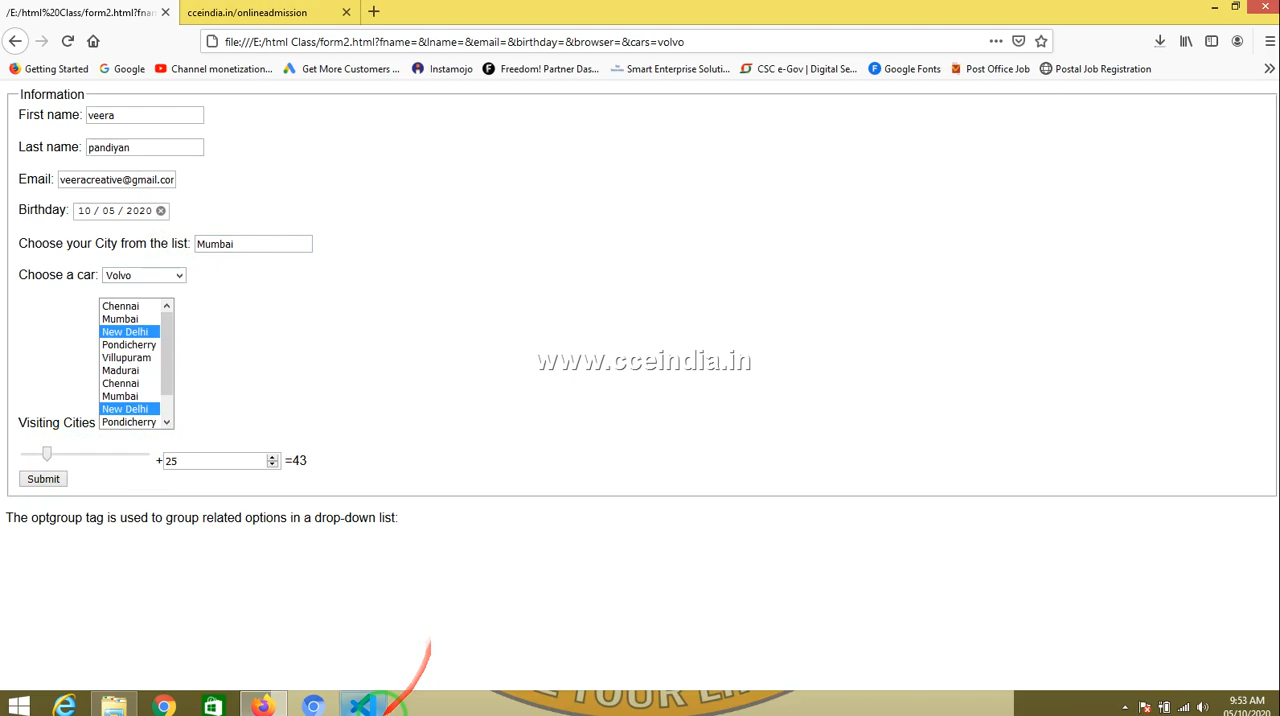 /E:/html%20Class/form2.html?fnam
cceindia.in/onlineadmission
file:///E:/html Class/form2.html?fname=&lname=&email=&birthday=&browser=&cars=volvo
Getting Started Google Channel monetization... Get More Customers ... Instamojo Freedom! Partner Das... Smart Enterprise Soluti... CSC e-Gov | Digital Se... Google Fonts Post Office Job Postal Job Registration
Information
First name: veera
Last name: pandiyan
Email: veeracreative@gmail.cor
Birthday: 10 / 05 / 2020
Choose your City from the list: Mumbai
Choose a car: Volvo
Chennai
Mumbai
New Delhi
Pondicherry
Villupuram
Madurai
Chennai
Mumbai
New Delhi
Visiting Cities Pondicherry
+ 25 =43
Submit
The optgroup tag is used to group related options in a drop-down list:
www.cceindia.in
9:53 AM
05/10/2020